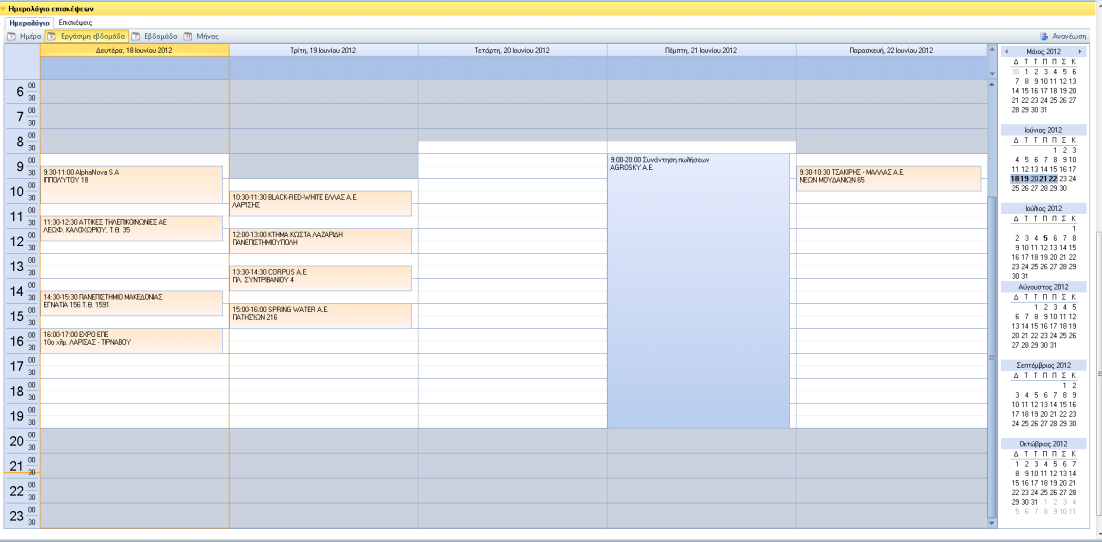 Ημερολόγιο επισκέψεων
Ημερολόγιο Επισκέψεις
Ημέρα Εργάσιμη εβδομάδα Εβδομάδα Μήνας Ανανέωση
Δευτέρα, 18 Ιουνίου 2012 Τρίτη, 19 Ιουνίου 2012 Τετάρτη, 20 Ιουνίου 2012 Πέμπτη, 21 Ιουνίου 2012 Παρασκευή, 22 Ιουνίου 2012
6 00
30
7 00
30
8 00
30
9 00
30
10 00
30
11 00
30
12 00
30
13 00
30
14 00
30
15 00
30
16 00
30
17 00
30
18 00
30
19 00
30
20 00
30
21 00
30
22 00
30
23 00
30
9:30-11:00 AlphaNova S.A
ΙΠΠΟΛΥΤΟΥ 18
11:30-12:30 ΑΤΤΙΚΕΣ ΤΗΛΕΠΙΚΟΙΝΩΝΙΕΣ ΑΕ
ΛΕΩΦ. ΚΑΛΟΧΩΡΙΟΥ, Τ.Θ. 35
14:30-15:30 ΠΑΝΕΠΙΣΤΗΜΙΟ ΜΑΚΕΔΟΝΙΑΣ
ΕΓΝΑΤΙΑ 156 Τ.Θ. 1591
16:00-17:00 EXPO ΕΠΕ
10ο χλμ. ΛΑΡΙΣΑΣ - ΤΙΡΝΑΒΟΥ
10:30-11:30 BLACK-RED-WHITE ΕΛΛΑΣ Α.Ε.
ΛΑΡΙΣΗΣ
12:00-13:00 ΚΤΗΜΑ ΚΩΣΤΑ ΛΑΖΑΡΙΔΗ
ΠΑΝΕΠΙΣΤΗΜΙΟΥΠΟΛΗ
13:30-14:30 CORPUS A.E.
ΠΛ. ΣΥΝΤΡΙΒΑΝΙΟΥ 4
15:00-16:00 SPRING WATER A.E.
ΠΑΤΗΣΙΩΝ 216
9:00-20:00 Συνάντηση πωλήσεων
AGROSKY A.E.
9:30-10:30 ΤΣΑΚΙΡΗΣ - ΜΑΛΛΑΣ Α.Ε.
ΝΕΩΝ ΜΟΥΔΑΝΙΩΝ 65
Μάιος 2012
Δ Τ Τ Π Π Σ Κ
30 1 2 3 4 5 6
7 8 9 10 11 12 13
14 15 16 17 18 19 20
21 22 23 24 25 26 27
28 29 30 31
Ιούνιος 2012
Δ Τ Τ Π Π Σ Κ
1 2 3
4 5 6 7 8 9 10
11 12 13 14 15 16 17
18 19 20 21 22 23 24
25 26 27 28 29 30
Ιούλιος 2012
Δ Τ Τ Π Π Σ Κ
1
2 3 4 5 6 7 8
9 10 11 12 13 14 15
16 17 18 19 20 21 22
23 24 25 26 27 28 29
30 31
Αύγουστος 2012
Δ Τ Τ Π Π Σ Κ
1 2 3 4 5
6 7 8 9 10 11 12
13 14 15 16 17 18 19
20 21 22 23 24 25 26
27 28 29 30 31
Σεπτέμβριος 2012
Δ Τ Τ Π Π Σ Κ
1 2
3 4 5 6 7 8 9
10 11 12 13 14 15 16
17 18 19 20 21 22 23
24 25 26 27 28 29 30
Οκτώβριος 2012
Δ Τ Τ Π Π Σ Κ
1 2 3 4 5 6 7
8 9 10 11 12 13 14
15 16 17 18 19 20 21
22 23 24 25 26 27 28
29 30 31 1 2 3 4
5 6 7 8 9 10 11